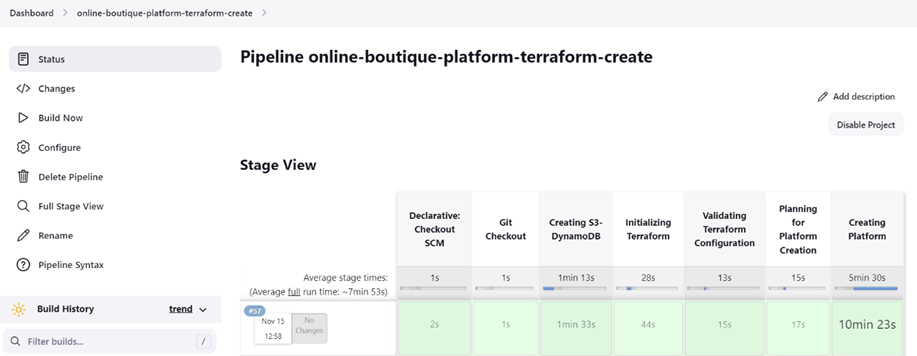 Dashboard > online-boutique-platform-terraform-create >
Status
Changes
Build Now
Configure
Delete Pipeline
Full Stage View
Rename
Pipeline Syntax
Build History trend
Filter builds... /
Pipeline online-boutique-platform-terraform-create
Add description
Disable Project
Stage View
Declarative:
Checkout
SCM
Git
Checkout
Creating S3-
DynamoDB
Initializing
Terraform
Validating
Terraform
Configuration
Planning
for
Platform
Creation
Creating
Platform
Average stage times:
(Average full run time: ~7min 53s)
1s 1s 1min 13s 28s 13s 15s 5min 30s
#57
Nov 15
12:58
No
Changes
2s 1s 1min 33s 44s 15s 17s 10min 23s